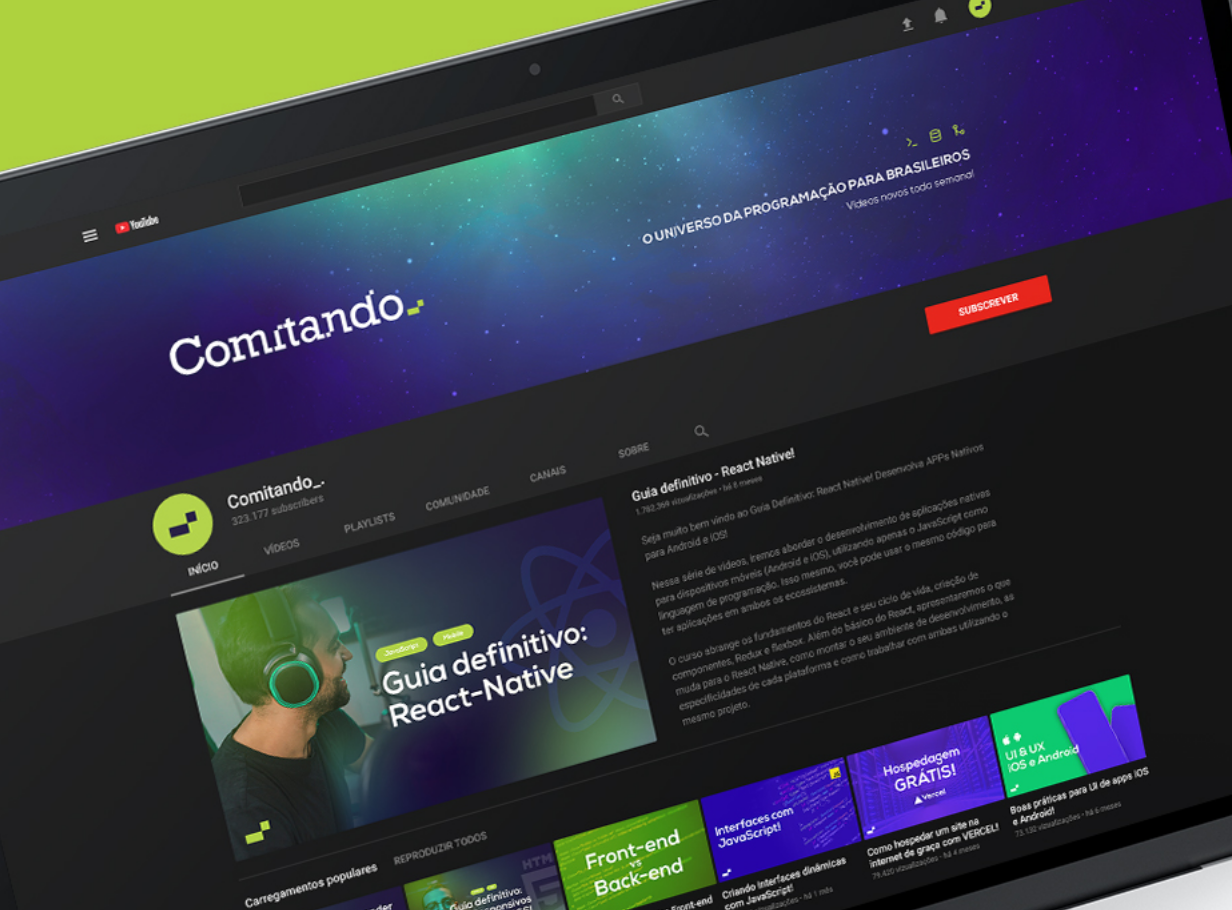 YouTube
O UNIVERSO DA PROGRAMAÇÃO PARA BRASILEIROS
Vídeos novos todo semana!
Comitando
SUBSCREVER
Comitando_.
323.177 subscribers
INÍCIO
VÍDEOS
PLAYLISTS
COMUNIDADE
CANAIS
SOBRE
JavaScript
Mobile
Guia definitivo:
React-Native
Guia definitivo - React Native!
1.782.369 visualizações • há 8 meses
Seja muito bem vindo ao Guia Definitivo: React Native! Desenvolva APPs Nativos
para Android e iOS!
Nessa série de vídeos, iremos abordar o desenvolvimento de aplicações nativas
para dispositivos móveis (Android e iOS), utilizando apenas o JavaScript como
linguagem de programação. Isso mesmo, você pode usar o mesmo código para
ter aplicações em ambos os ecossistemas.
O curso abrange os fundamentos do React e seu ciclo de vida, criação de
componentes, Redux e flexbox. Além do básico do React, apresentaremos o que
muda para o React Native, como montar o seu ambiente de desenvolvimento, as
especificidades de cada plataforma e como trabalhar com ambas utilizando o
mesmo projeto.
Carregamentos populares
REPRODUZIR TODOS
HTM
Guia definitivo:
Front-end
vs
Back-end
Front-end
Interfaces com
JavaScript!
JS
Criando Interfaces dinâmicas
com JavaScript!
há 1 mês
Hospedagem
GRÁTIS!
Vercel
Como hospedar um site na
internet de graça com VERCEL!
79.420 visualizações • há 4 meses
UI & UX
iOS e Android
Boas práticas para UI de apps iOS
e Android!
73.132 visualizações • há 6 meses